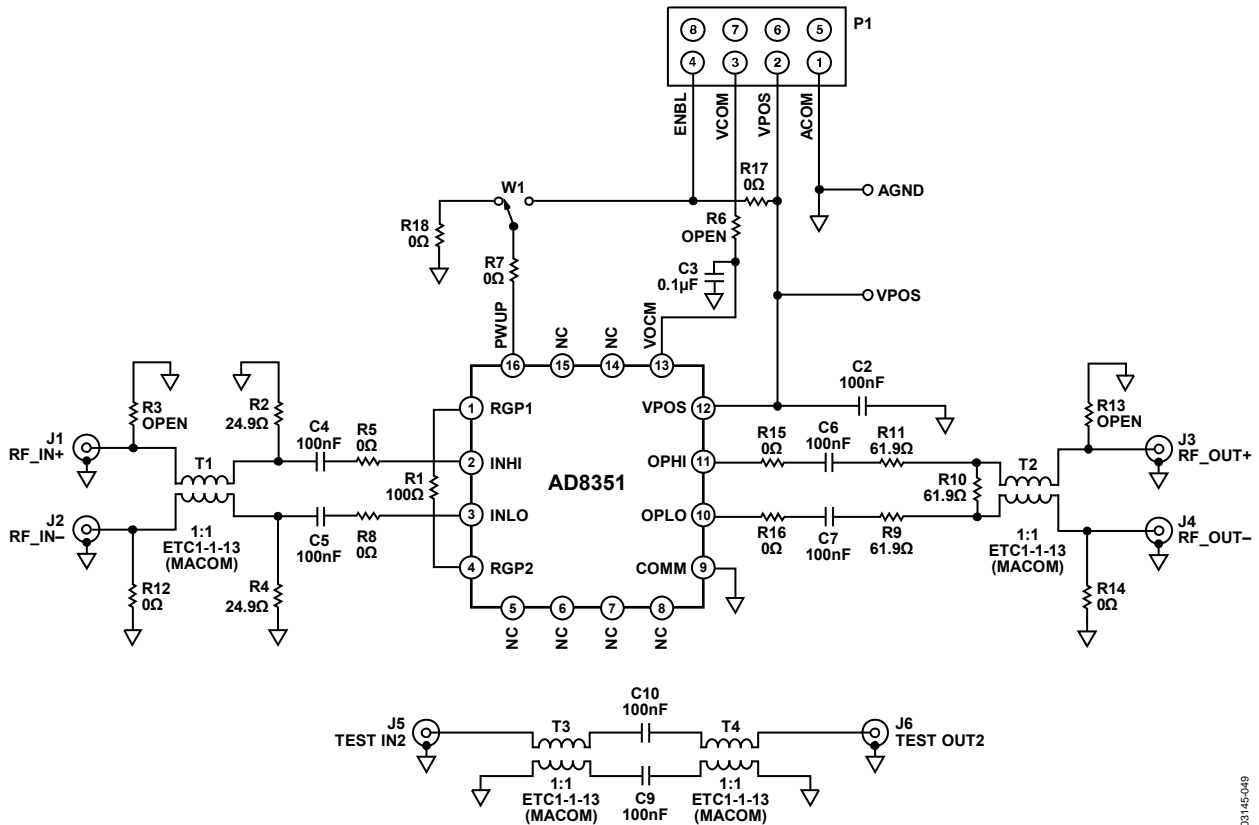 P1
8 7 6 5
4 3 2 1
ENBL
VCOM
VPOS
ACOM
R17
0Ω
AGND
W1
R18
0Ω
R6
OPEN
R7
0Ω
C3
0.1µF
VPOS
PWUP
NC
NC
VOCM
16 15 14 13
C2
100nF
R3
OPEN
R2
24.9Ω
R13
OPEN
J1
RF_IN+
T1
C4
100nF
R5
0Ω
1 RGP1
VPOS 12
R15
0Ω
C6
100nF
R11
61.9Ω
T2
J3
RF_OUT+
2 INHI
OPHI 11
R1
100Ω
AD8351
R10
61.9Ω
J2
RF_IN–
3 INLO
OPLO 10
J4
RF_OUT–
1:1
ETC1-1-13
(MACOM)
C5
100nF
R8
0Ω
R16
0Ω
C7
100nF
R9
61.9Ω
1:1
ETC1-1-13
(MACOM)
4 RGP2
COMM 9
R12
0Ω
R4
24.9Ω
R14
0Ω
5 6 7 8
NC
NC
NC
NC
C10
100nF
J5
TEST IN2
T3
T4
J6
TEST OUT2
1:1
ETC1-1-13
(MACOM)
C9
100nF
1:1
ETC1-1-13
(MACOM)
03145-049